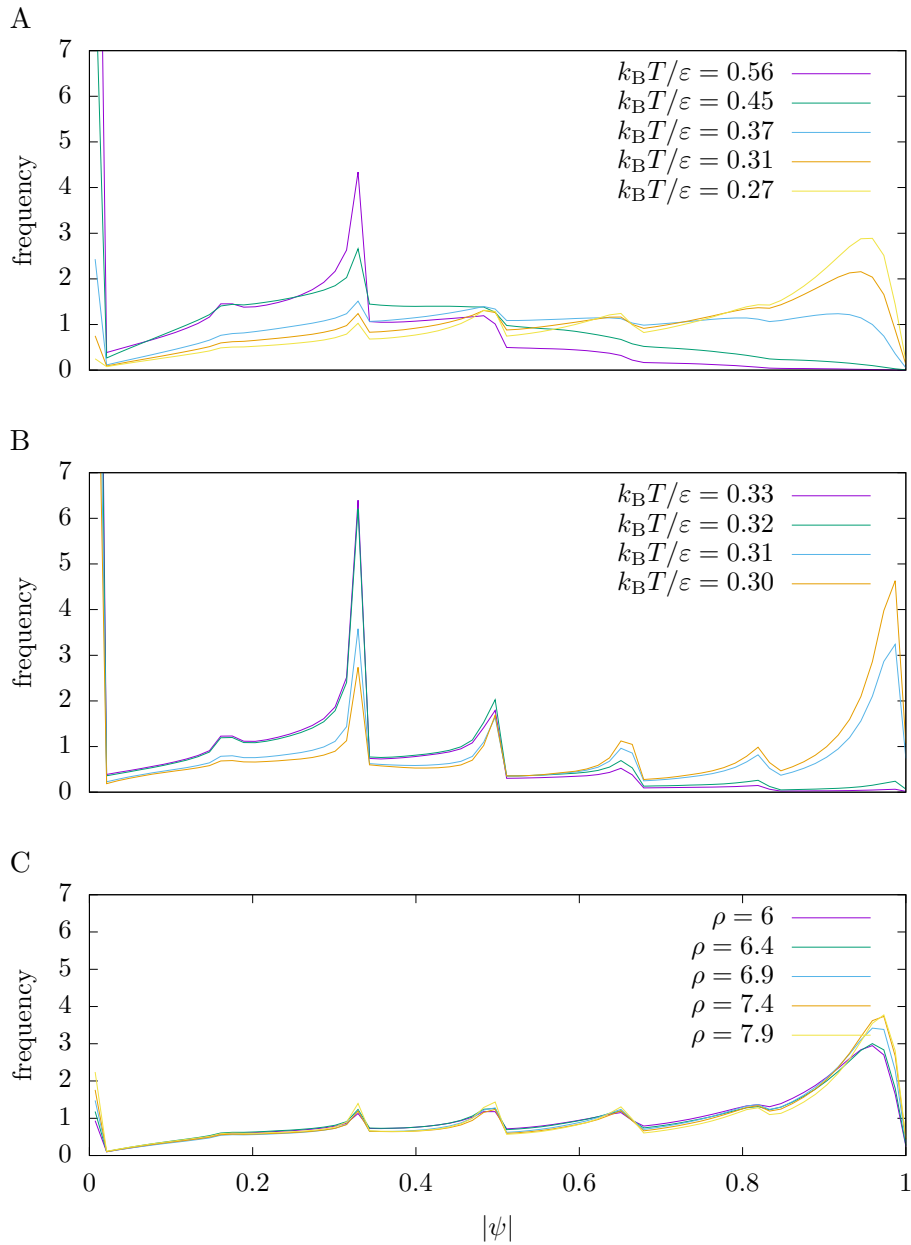 A
7
6
5
4
3
2
1
0
frequency
k_BT/ε = 0.56
k_BT/ε = 0.45
k_BT/ε = 0.37
k_BT/ε = 0.31
k_BT/ε = 0.27
B
7
6
5
4
3
2
1
0
frequency
k_BT/ε = 0.33
k_BT/ε = 0.32
k_BT/ε = 0.31
k_BT/ε = 0.30
C
7
6
5
4
3
2
1
0
frequency
ρ = 6
ρ = 6.4
ρ = 6.9
ρ = 7.4
ρ = 7.9
0 0.2 0.4 0.6 0.8 1
|ψ|